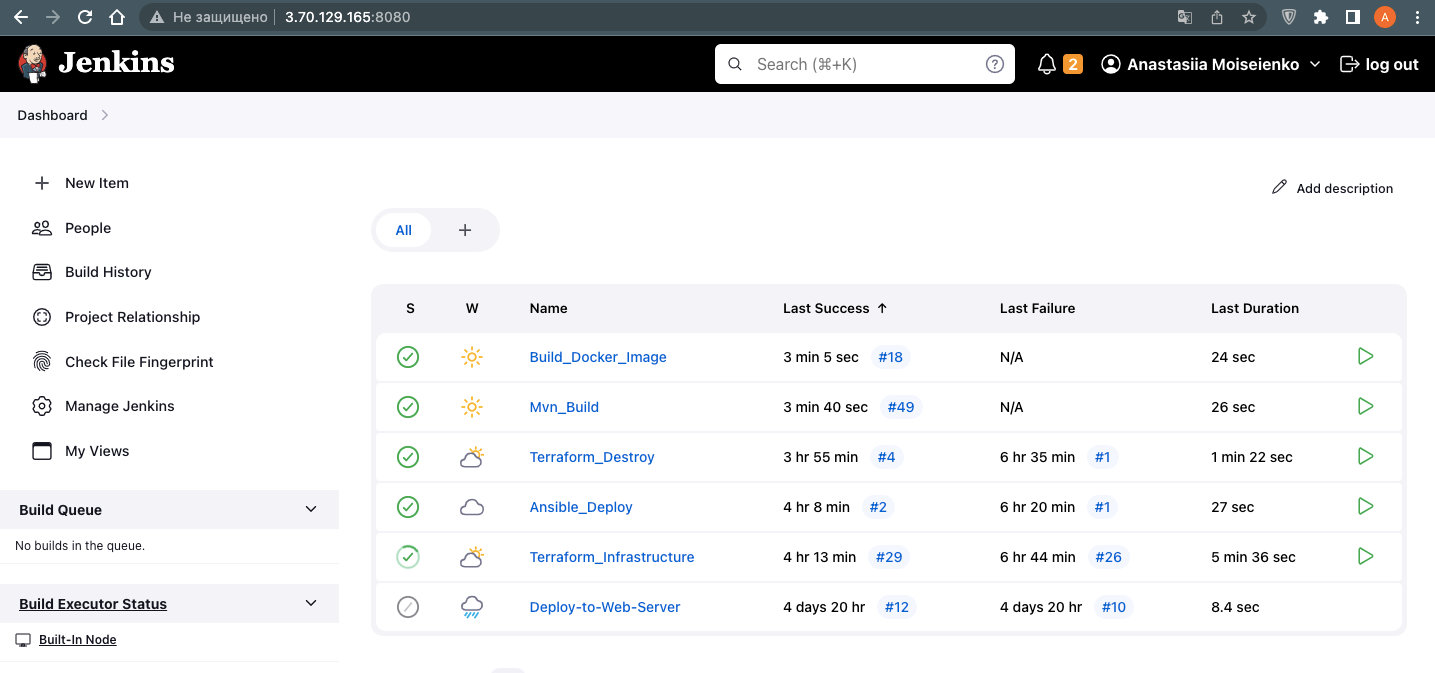 Не защищено 3.70.129.165:8080 A
Jenkins Search (⌘+K) 2 Anastasiia Moiseienko log out
Dashboard
New Item
People
Build History
Project Relationship
Check File Fingerprint
Manage Jenkins
My Views
Build Queue
No builds in the queue.
Build Executor Status
Built-In Node
Add description
All +
S W Name Last Success ↑ Last Failure Last Duration
Build_Docker_Image 3 min 5 sec #18 N/A 24 sec
Mvn_Build 3 min 40 sec #49 N/A 26 sec
Terraform_Destroy 3 hr 55 min #4 6 hr 35 min #1 1 min 22 sec
Ansible_Deploy 4 hr 8 min #2 6 hr 20 min #1 27 sec
Terraform_Infrastructure 4 hr 13 min #29 6 hr 44 min #26 5 min 36 sec
Deploy-to-Web-Server 4 days 20 hr #12 4 days 20 hr #10 8.4 sec